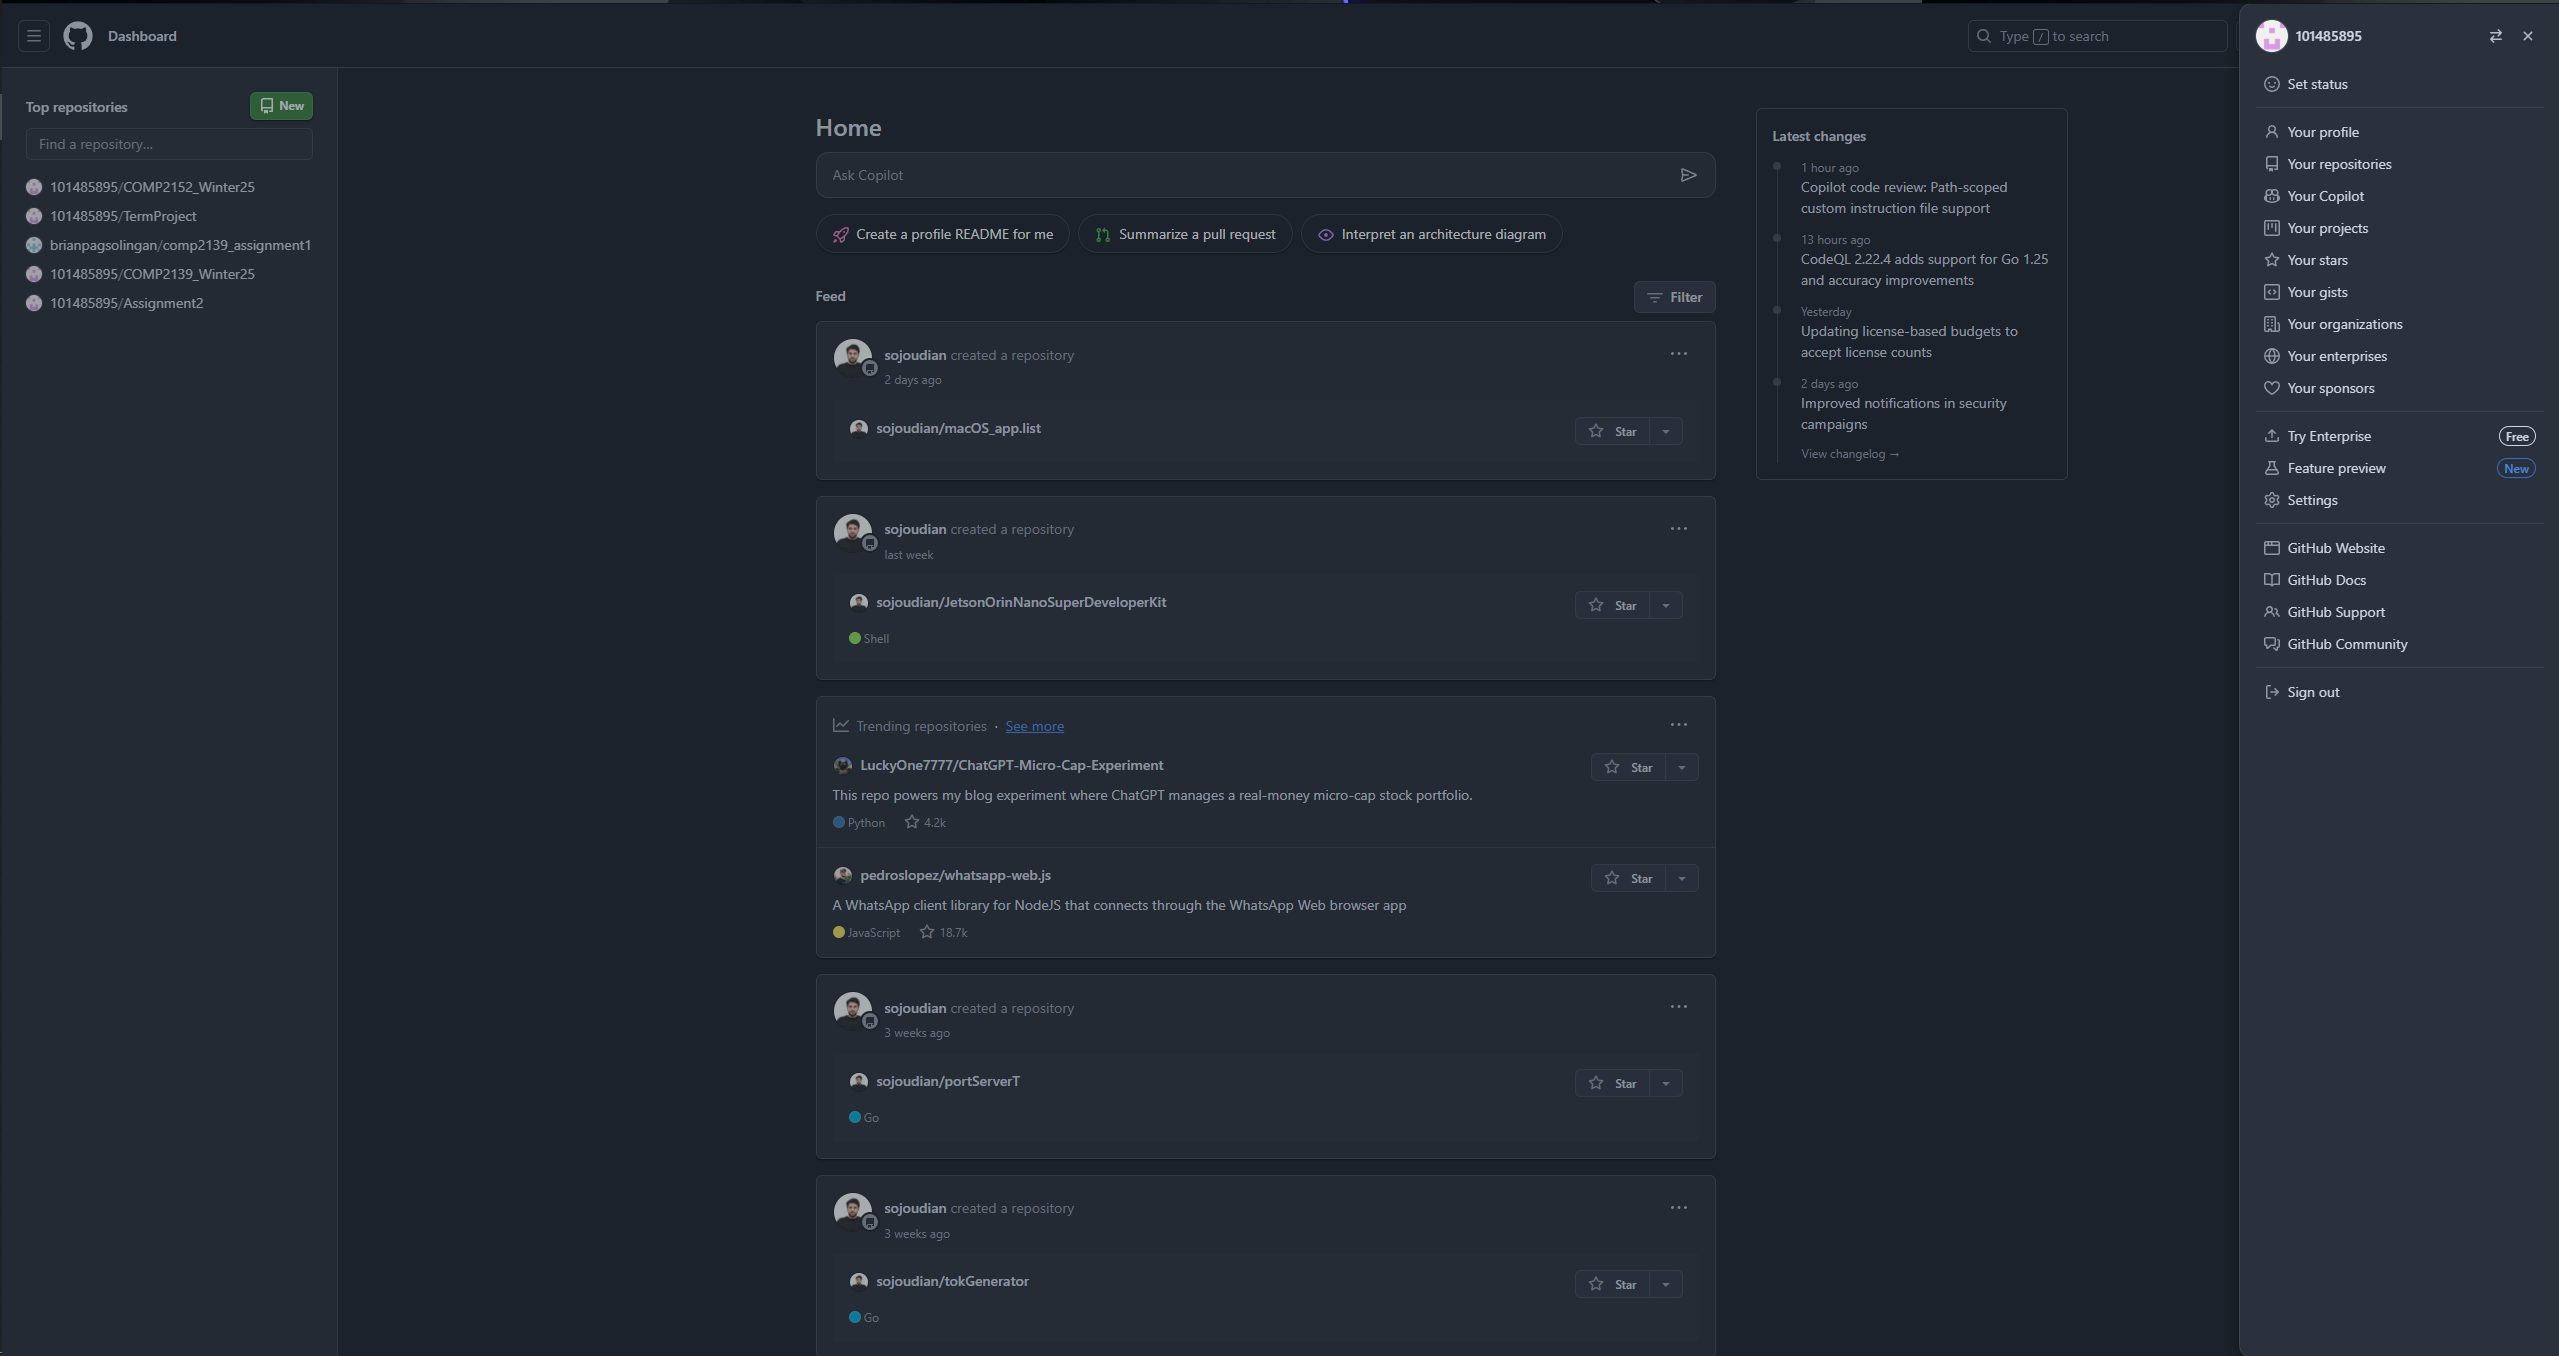 Dashboard
Type / to search
101485895
Top repositories
New
Find a repository...
101485895/COMP2152_Winter25
101485895/TermProject
brianpagsolingan/comp2139_assignment1
101485895/COMP2139_Winter25
101485895/Assignment2
Home
Ask Copilot
Create a profile README for me
Summarize a pull request
Interpret an architecture diagram
Feed
Filter
sojoudian created a repository
2 days ago
sojoudian/macOS_app.list
Star
sojoudian created a repository
last week
sojoudian/JetsonOrinNanoSuperDeveloperKit
Star
Shell
Trending repositories · See more
LuckyOne7777/ChatGPT-Micro-Cap-Experiment
Star
This repo powers my blog experiment where ChatGPT manages a real-money micro-cap stock portfolio.
Python 4.2k
pedroslopez/whatsapp-web.js
Star
A WhatsApp client library for NodeJS that connects through the WhatsApp Web browser app
JavaScript 18.7k
sojoudian created a repository
3 weeks ago
sojoudian/portServerT
Star
Go
sojoudian created a repository
3 weeks ago
sojoudian/tokGenerator
Star
Go
Latest changes
1 hour ago
Copilot code review: Path-scoped
custom instruction file support
13 hours ago
CodeQL 2.22.4 adds support for Go 1.25
and accuracy improvements
Yesterday
Updating license-based budgets to
accept license counts
2 days ago
Improved notifications in security
campaigns
View changelog →
Set status
Your profile
Your repositories
Your Copilot
Your projects
Your stars
Your gists
Your organizations
Your enterprises
Your sponsors
Try Enterprise
Free
Feature preview
New
Settings
GitHub Website
GitHub Docs
GitHub Support
GitHub Community
Sign out